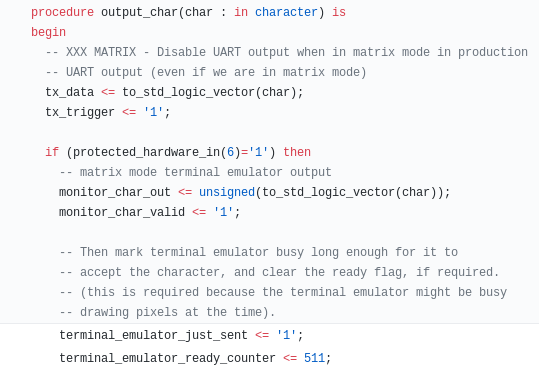 procedure output_char(char : in character) is
begin
  -- XXX MATRIX - Disable UART output when in matrix mode in production
  -- UART output (even if we are in matrix mode)
  tx_data <= to_std_logic_vector(char);
  tx_trigger <= '1';

  if (protected_hardware_in(6)='1') then
    -- matrix mode terminal emulator output
    monitor_char_out <= unsigned(to_std_logic_vector(char));
    monitor_char_valid <= '1';

    -- Then mark terminal emulator busy long enough for it to
    -- accept the character, and clear the ready flag, if required.
    -- (this is required because the terminal emulator might be busy
    -- drawing pixels at the time).
    terminal_emulator_just_sent <= '1';
    terminal_emulator_ready_counter <= 511;